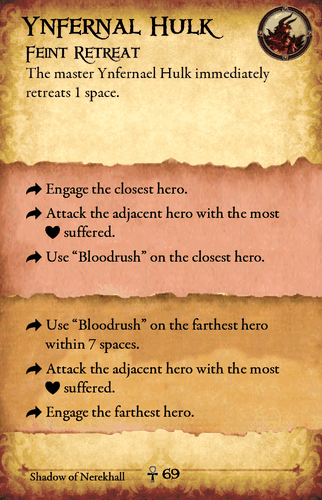 Ynfernal Hulk
Feint Retreat
The master Ynfernael Hulk immediately
retreats 1 space.
Engage the closest hero.
Attack the adjacent hero with the most
suffered.
Use “Bloodrush” on the closest hero.
Use “Bloodrush” on the farthest hero
within 7 spaces.
Attack the adjacent hero with the most
suffered.
Engage the farthest hero.
Shadow of Nerekhall 69